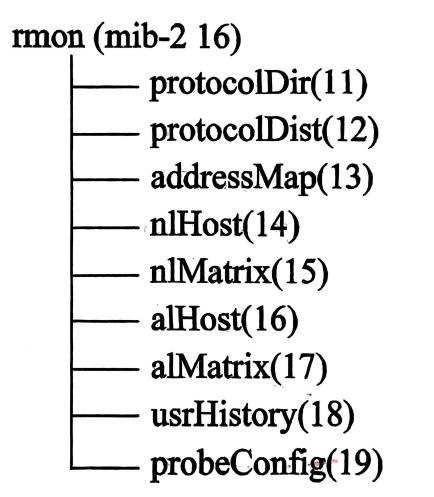 rmon (mib-2 16)
protocolDir(11)
protocolDist(12)
addressMap(13)
nlHost(14)
nlMatrix(15)
alHost(16)
alMatrix(17)
usrHistory(18)
probeConfig(19)